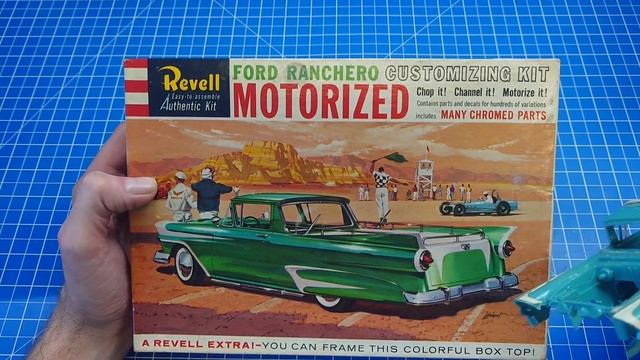 Revell
Easy-to-assemble
Authentic Kit
FORD RANCHERO CUSTOMIZING KIT
MOTORIZED
Chop it! Channel it! Motorize it!
Contains parts and decals for hundreds of variations
includes MANY CHROMED PARTS
A REVELL EXTRA!—YOU CAN FRAME THIS COLORFUL BOX TOP!